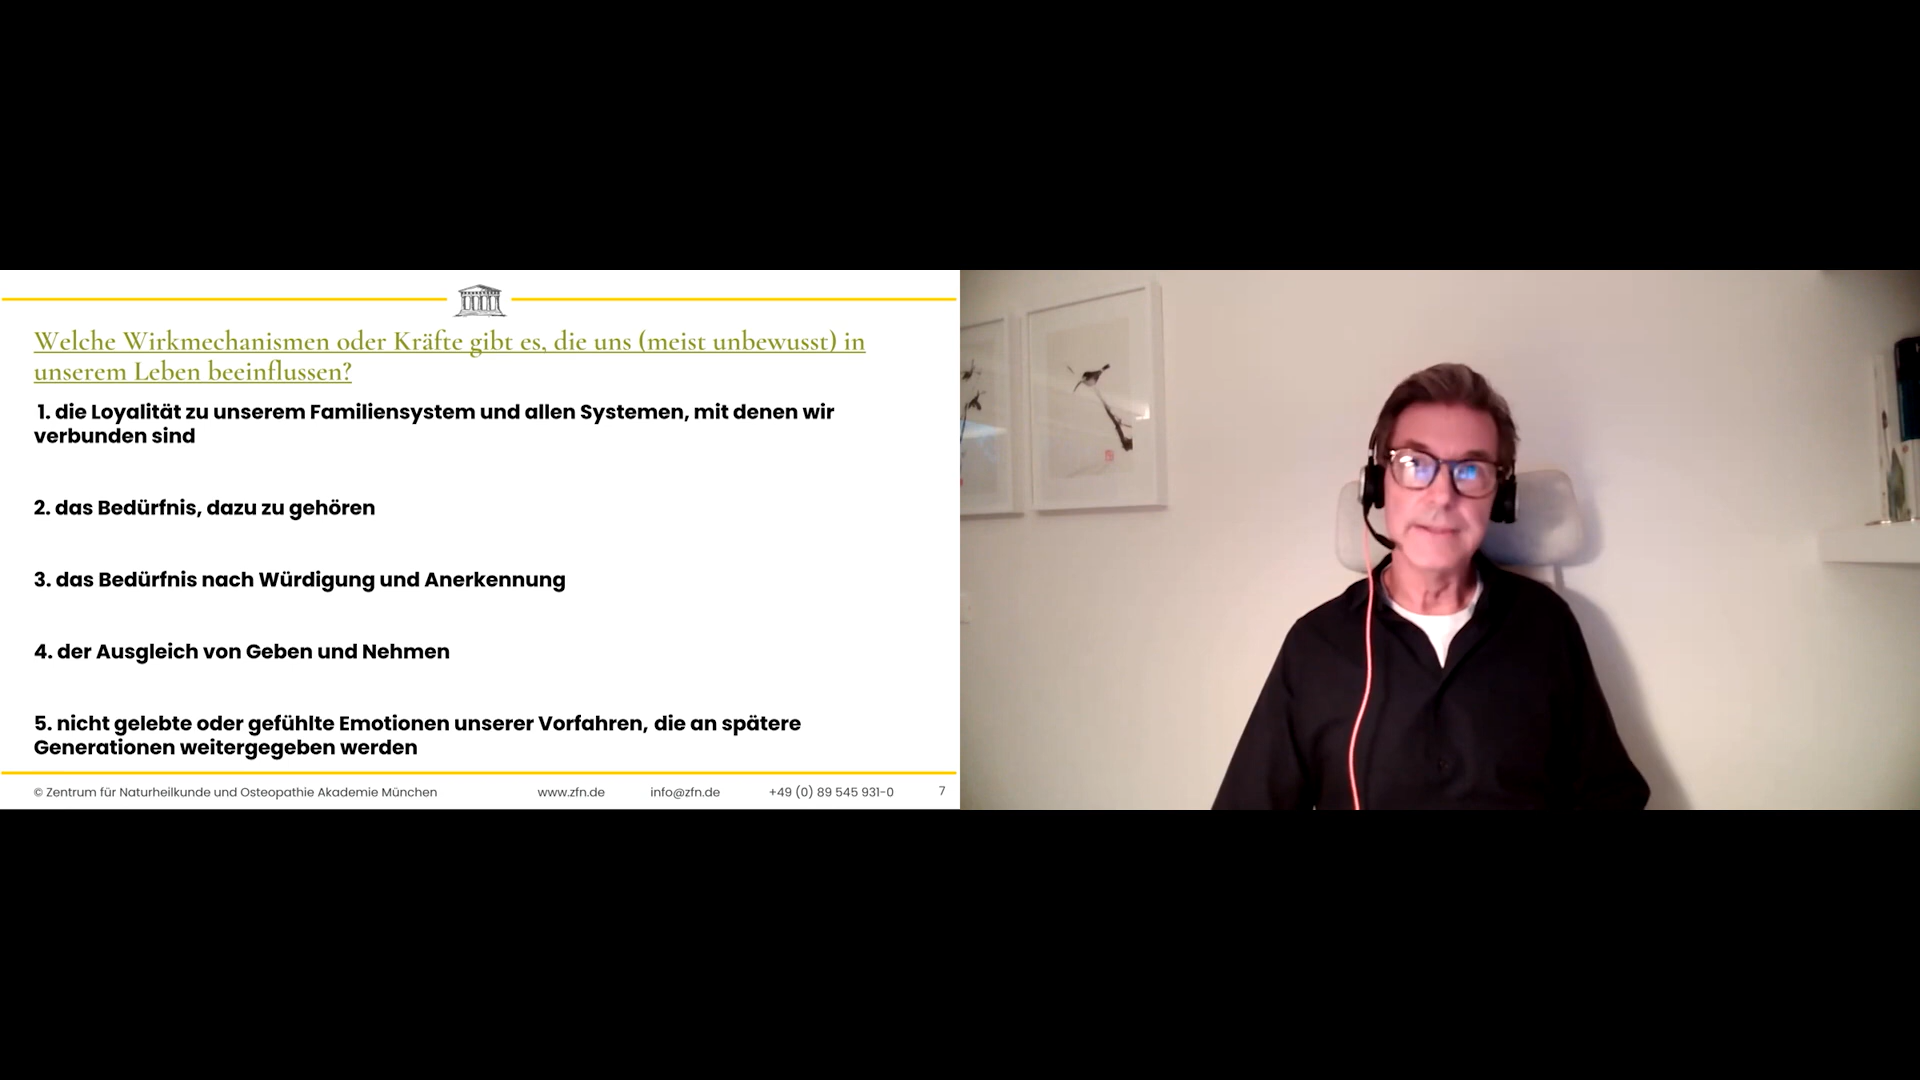 Welche Wirkmechanismen oder Kräfte gibt es, die uns (meist unbewusst) in
unserem Leben beeinflussen?
1. die Loyalität zu unserem Familiensystem und allen Systemen, mit denen wir
verbunden sind
2. das Bedürfnis, dazu zu gehören
3. das Bedürfnis nach Würdigung und Anerkennung
4. der Ausgleich von Geben und Nehmen
5. nicht gelebte oder gefühlte Emotionen unserer Vorfahren, die an spätere
Generationen weitergegeben werden
© Zentrum für Naturheilkunde und Osteopathie Akademie München www.zfn.de info@zfn.de +49 (0) 89 545 931-0 7